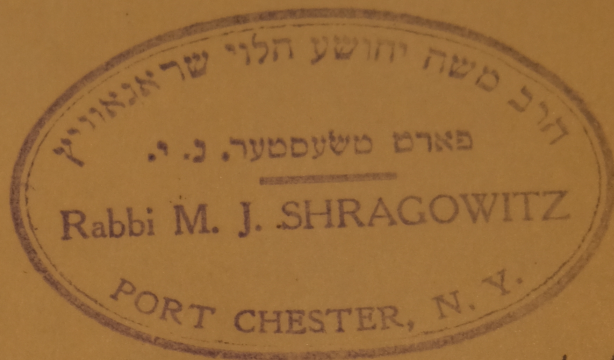 הרב משה יהושע הלוי שראגאוויץ
פארט טשעסטער, נ. י.
Rabbi M. J. SHRAGOWITZ
PORT CHESTER, N. Y.